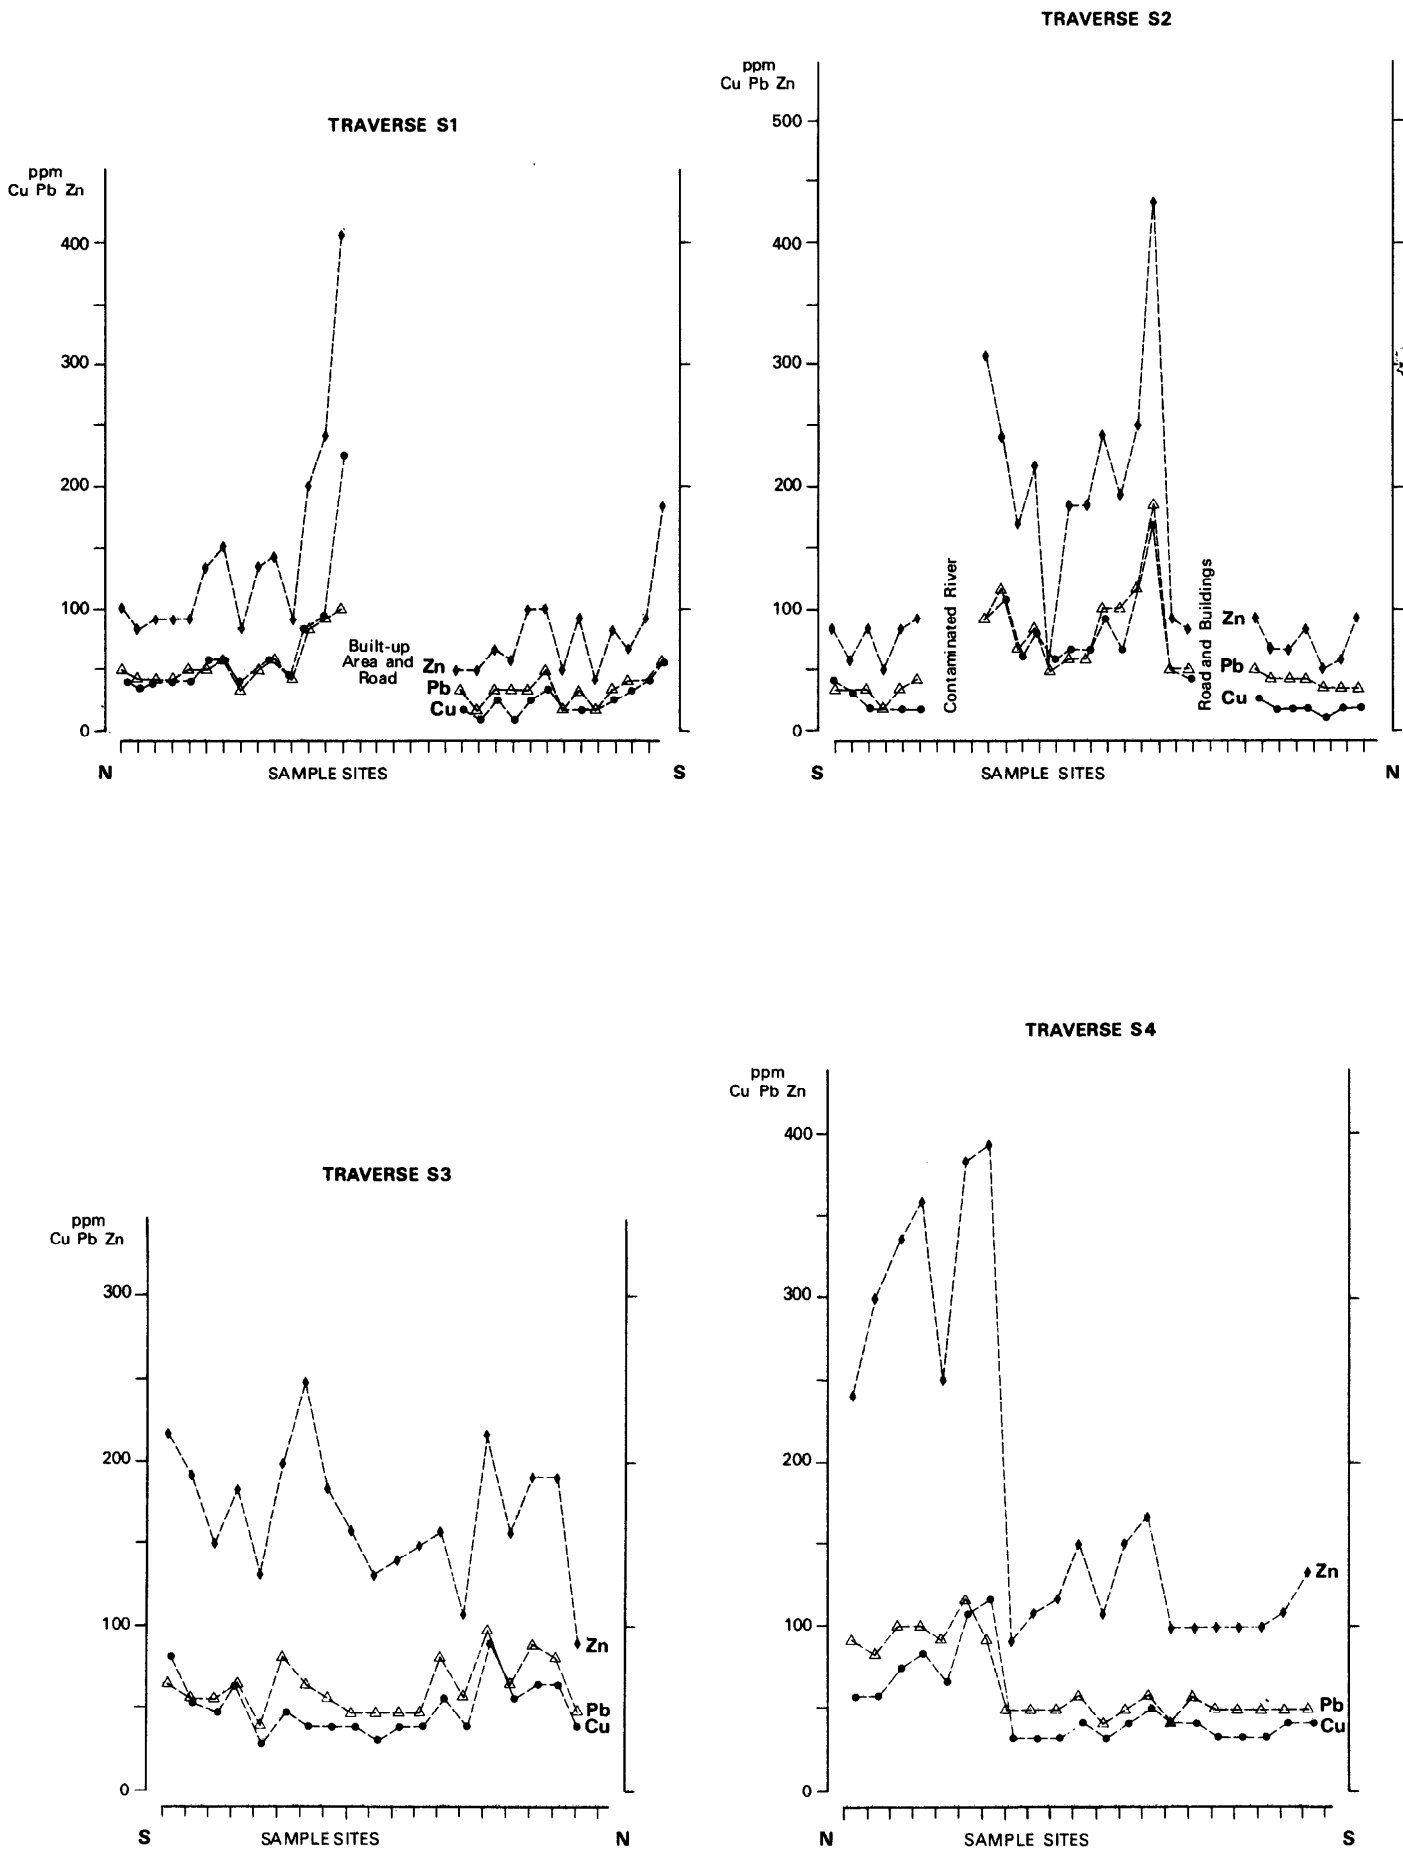 TRAVERSE S1
ppm
Cu Pb Zn
400
300
200
100
0
Built-up
Area and
Road
Zn
Pb
Cu
N
SAMPLE SITES
S
TRAVERSE S2
ppm
Cu Pb Zn
500
400
300
200
100
0
Contaminated River
Road and Buildings
Zn
Pb
Cu
S
SAMPLE SITES
N
TRAVERSE S3
ppm
Cu Pb Zn
300
200
100
0
Zn
Pb
Cu
S
SAMPLE SITES
N
TRAVERSE S4
ppm
Cu Pb Zn
400
300
200
100
0
Zn
Pb
Cu
N
SAMPLE SITES
S